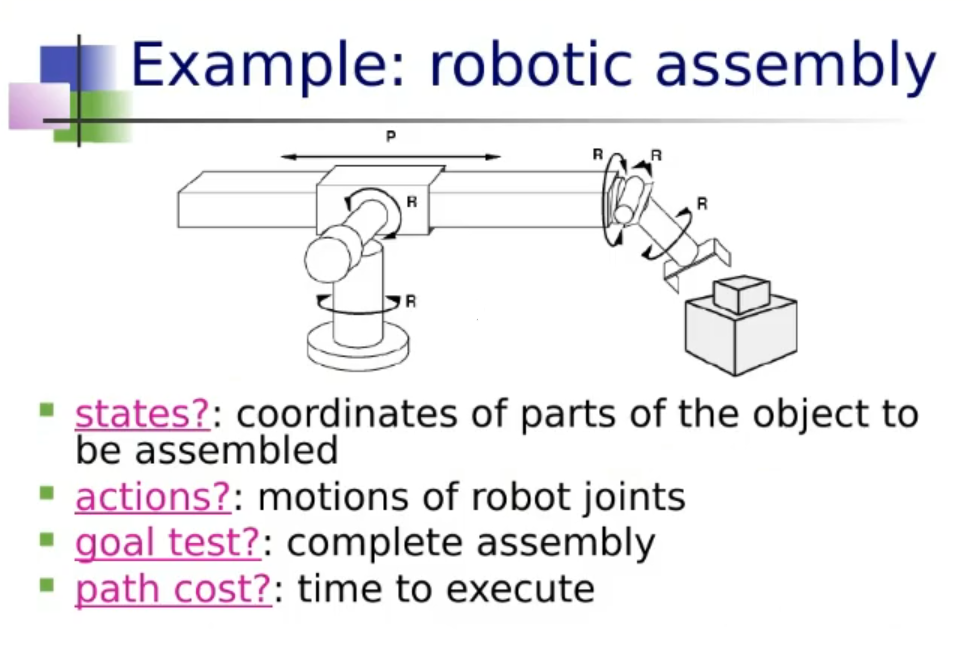 Example: robotic assembly
P
R
R
R
R
R
states?: coordinates of parts of the object to
be assembled
actions?: motions of robot joints
goal test?: complete assembly
path cost?: time to execute